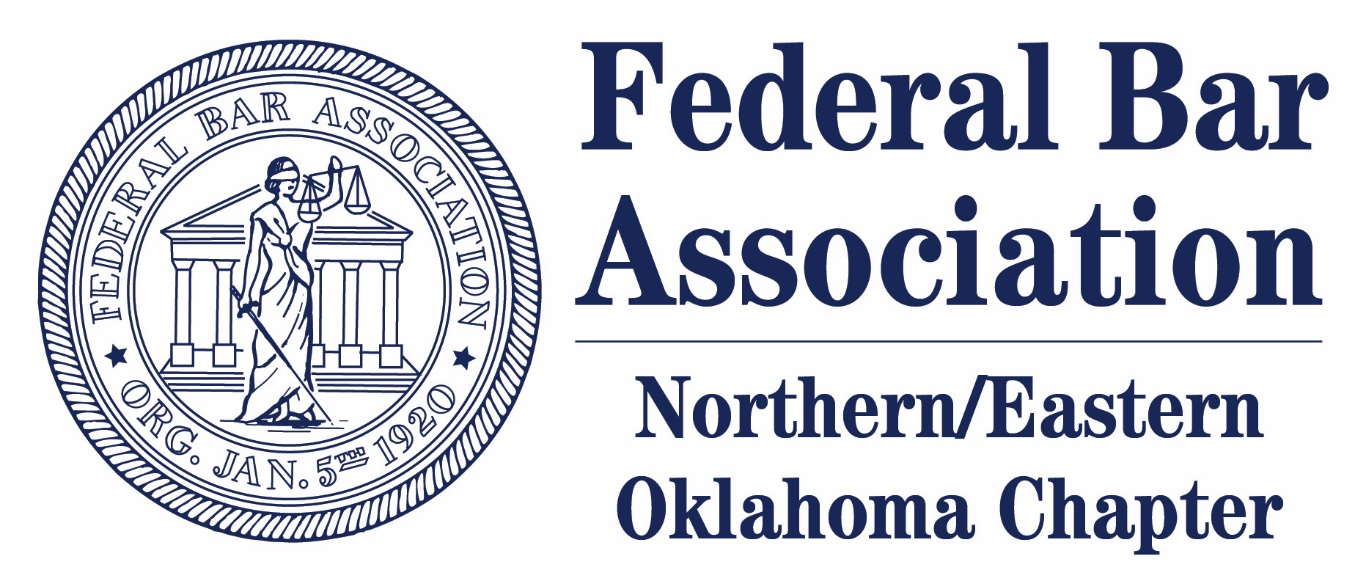 FEDERAL BAR ASSOCIATION
ORG. JAN. 5TH 1920
Federal Bar
Association
Northern/Eastern
Oklahoma Chapter